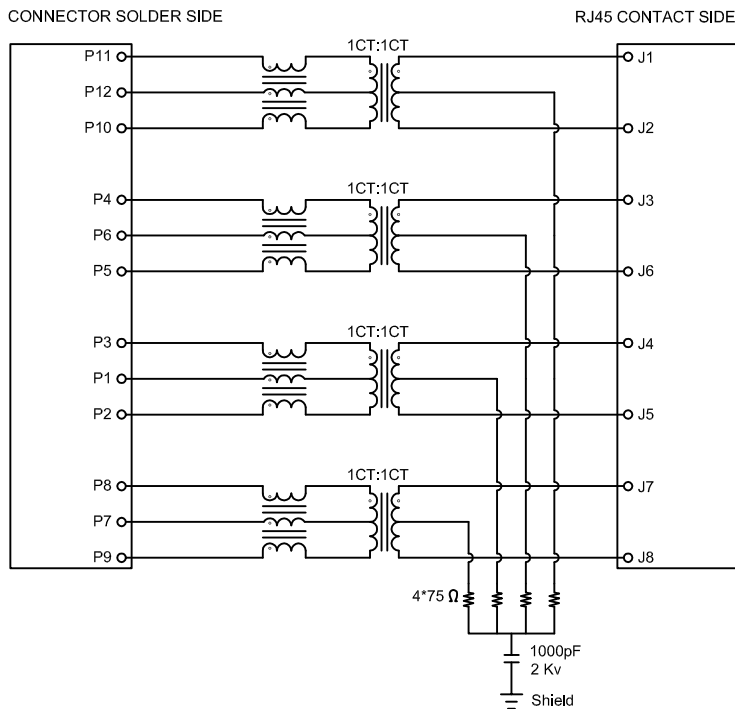 CONNECTOR SOLDER SIDE RJ45 CONTACT SIDE
1CT:1CT
P11 J1
P12
P10 J2
1CT:1CT
P4 J3
P6
P5 J6
1CT:1CT
P3 J4
P1
P2 J5
1CT:1CT
P8 J7
P7
P9 J8
4*75 Ω
1000pF
2 Kv
Shield